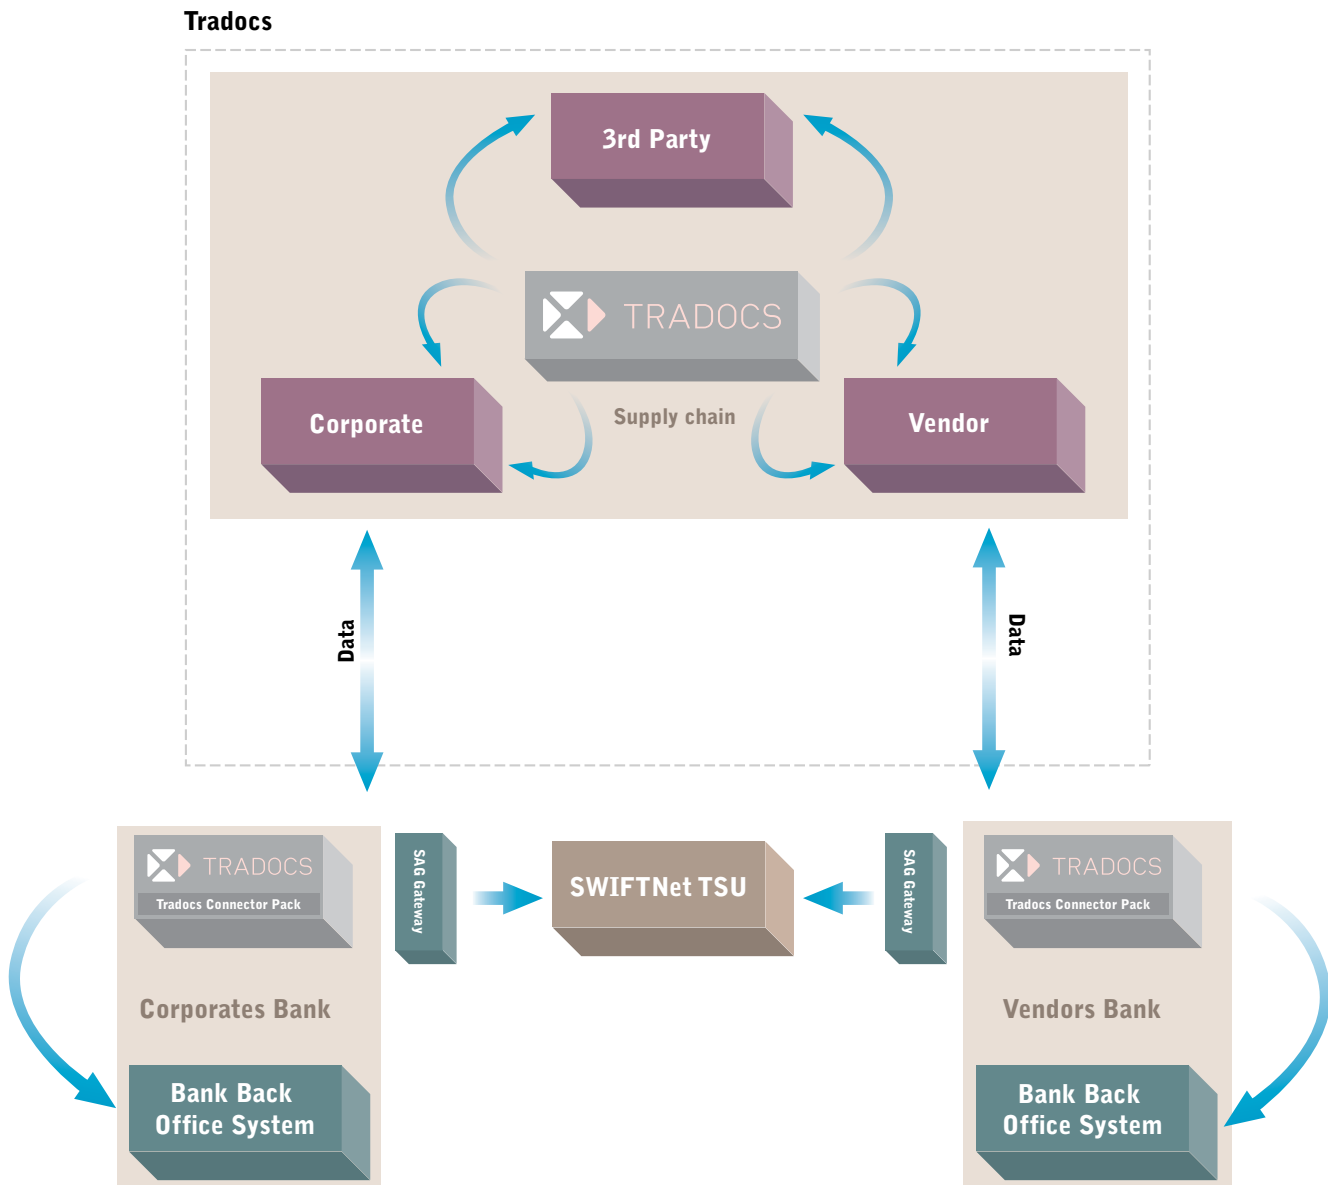 Tradocs
3rd Party
TRADOCS
Supply chain
Corporate
Vendor
Data
Data
TRADOCS
Tradocs Connector Pack
SAG Gateway
SWIFTNet TSU
SAG Gateway
TRADOCS
Tradocs Connector Pack
Corporates Bank
Vendors Bank
Bank Back
Office System
Bank Back
Office System